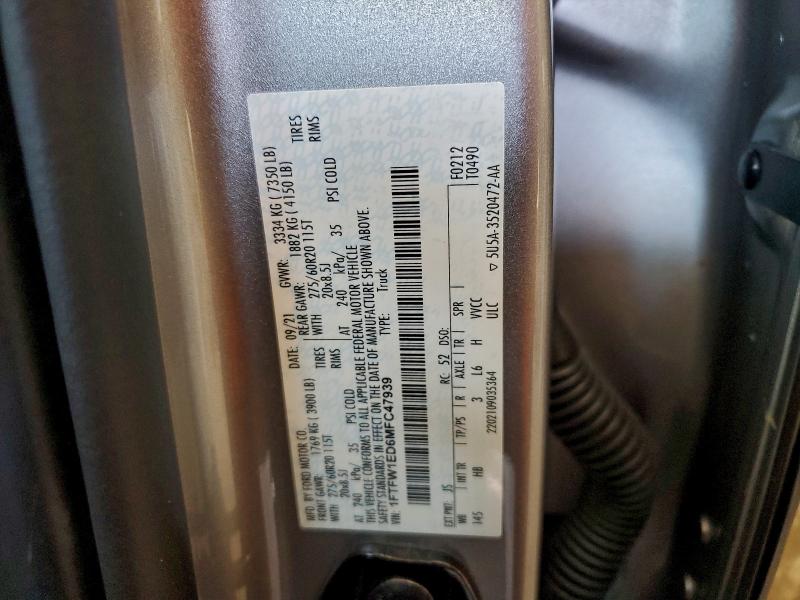 MFD. BY FORD MOTOR CO.
DATE: 09/21 GVWR: 3334 KG ( 7350 LB)
FRONT GAWR: 1769 KG ( 3900 LB) REAR GAWR: 1882 KG ( 4150 LB)
WITH 275/60R20 115T TIRES WITH 275/60R20 115T TIRES
20x8.5J RIMS 20x8.5J RIMS
AT 240 kPa/ 35 PSI COLD AT 240 kPa/ 35 PSI COLD
THIS VEHICLE CONFORMS TO ALL APPLICABLE FEDERAL MOTOR VEHICLE
SAFETY STANDARDS IN EFFECT ON THE DATE OF MANUFACTURE SHOWN ABOVE.
VIN: 1FTFW1ED6MFC47939 TYPE: Truck
F0212
T0490
EXT PNT: JS RC: 52 DSO:
WB INT TR TP/PS R AXLE TR SPR
145 HB 3 L6 H VVCC
2202109035364 ULC
▽ 5U5A-3520472-AA